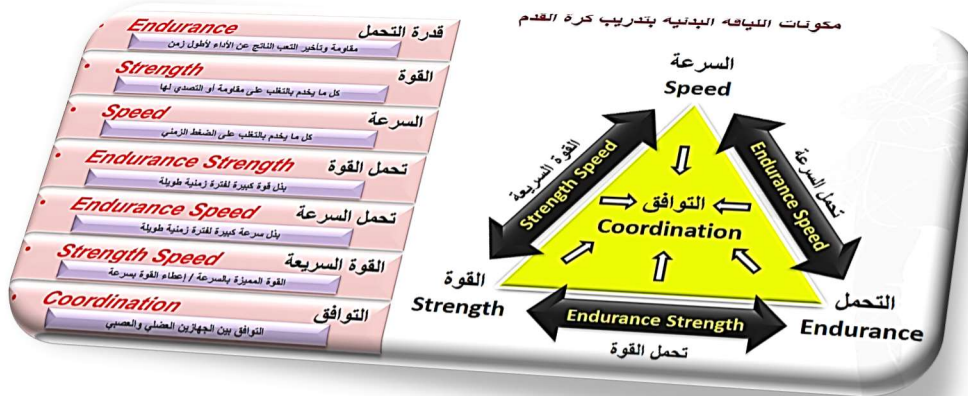 مكونات اللياقه البدنيه بتدريب كرة القدم
Endurance قدرة التحمل
مقاومة وتأخير التعب الناتج عن الأداء لأطول زمن
Strength القوة
كل ما يخدم بالتغلب على مقاومة أو التصدي لها
Speed السرعة
كل ما يخدم بالتغلب على الضغط الزمني
Endurance Strength تحمل القوة
بذل قوة كبيرة لفترة زمنية طويلة
Endurance Speed تحمل السرعة
بذل سرعة كبيرة لفترة زمنية طويلة
Strength Speed القوة السريعة
القوة المميزة بالسرعة / إعطاء القوة بسرعة
Coordination التوافق
التوافق بين الجهازين العضلي والعصبي
السرعة
Speed
القوة السريعة
Strength Speed
تحمل السرعة
Endurance Speed
التوافق
Coordination
القوة
Strength
التحمل
Endurance
Endurance Strength
تحمل القوة